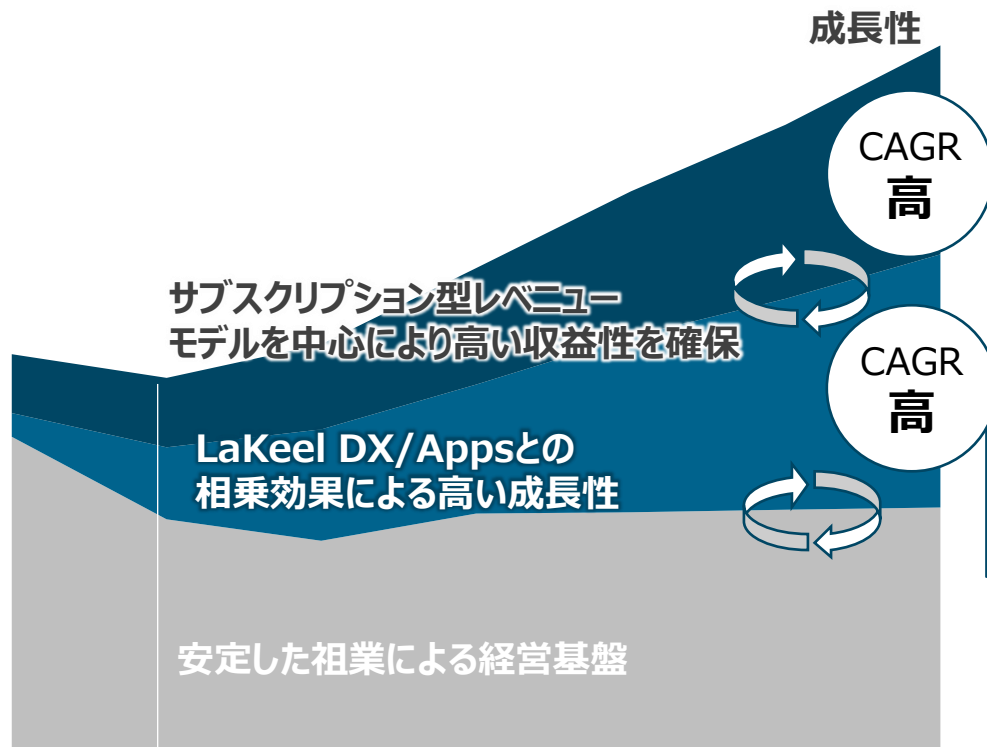 成長性
CAGR
高
サブスクリプション型レベニュー
モデルを中心により高い収益性を確保
CAGR
高
LaKeel DX/Appsとの
相乗効果による高い成長性
安定した祖業による経営基盤